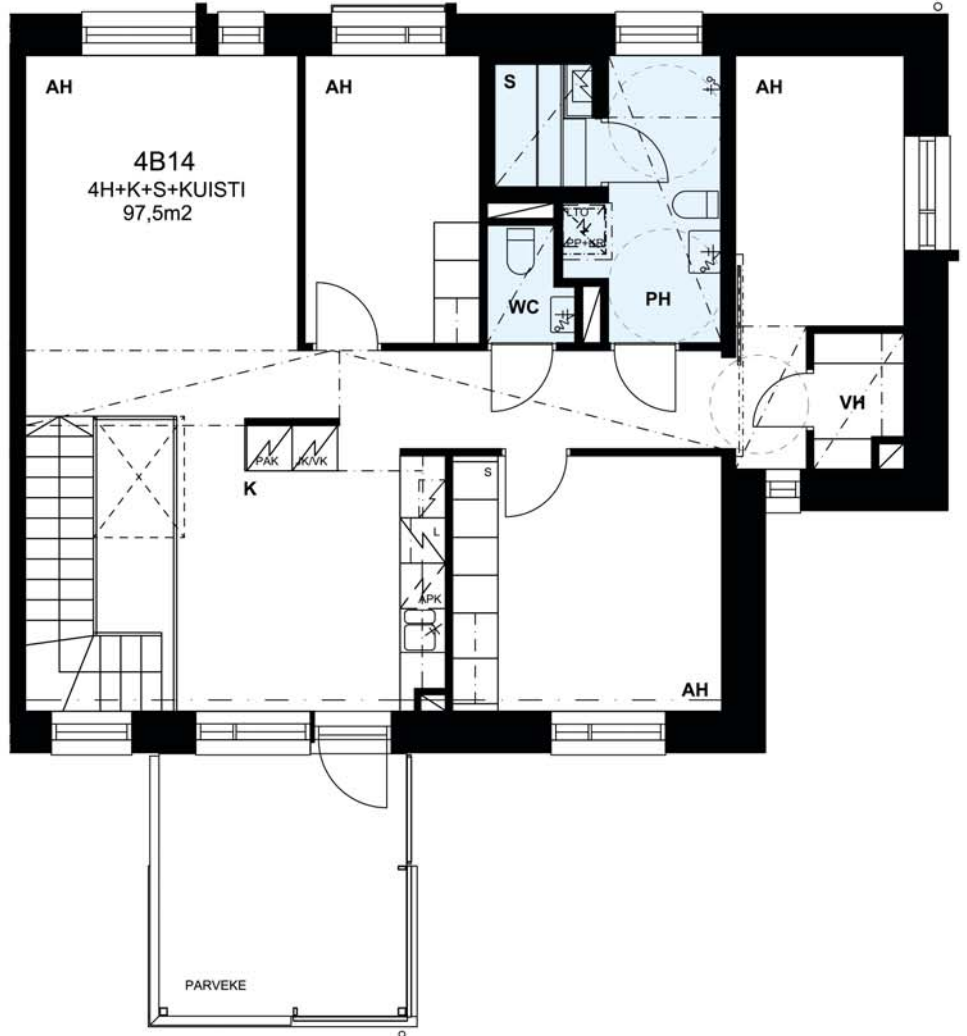 AH
4B14
4H+K+S+KUISTI
97,5m2
AH
S
AH
LTO
PP+KR
WC
PH
VH
PAK
JK/VK
K
S
L
APK
AH
PARVEKE